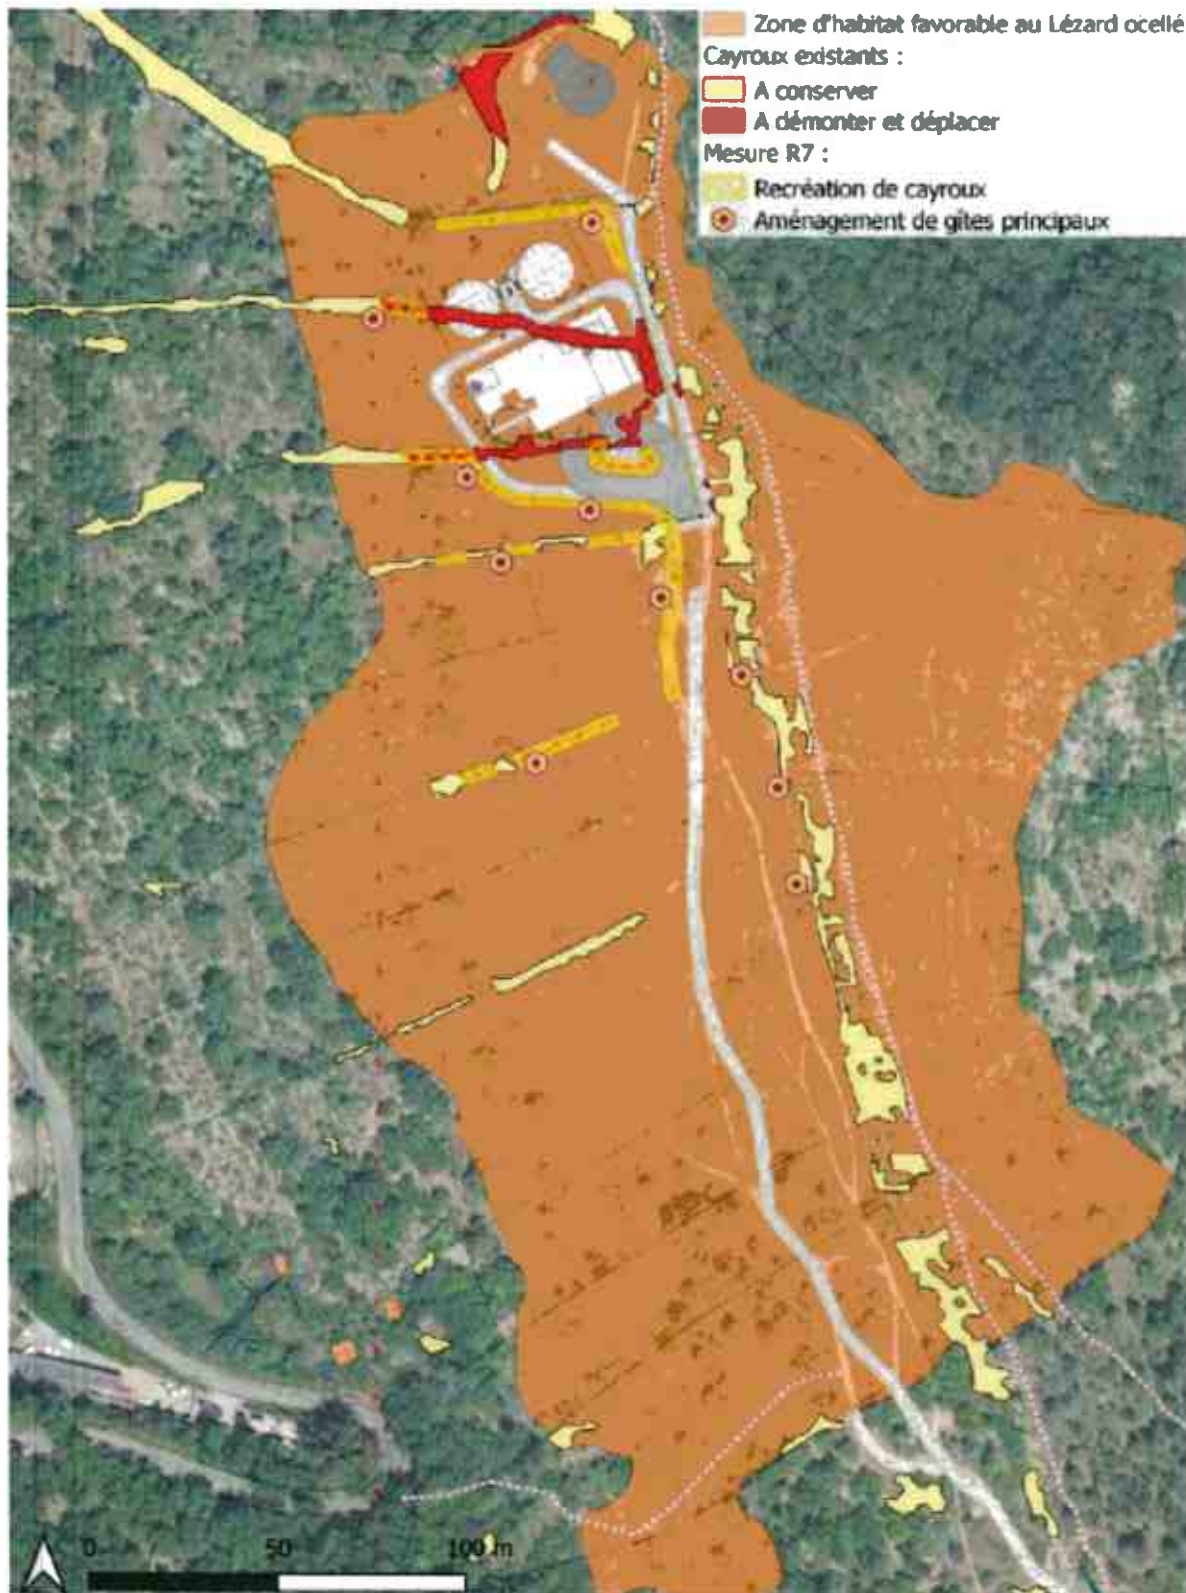 Zone d'habitat favorable au Lézard ocellé
Cayroux existants :
A conserver
A démonter et déplacer
Mesure R7 :
Recréation de cayroux
Aménagement de gîtes principaux
0 50 100 m